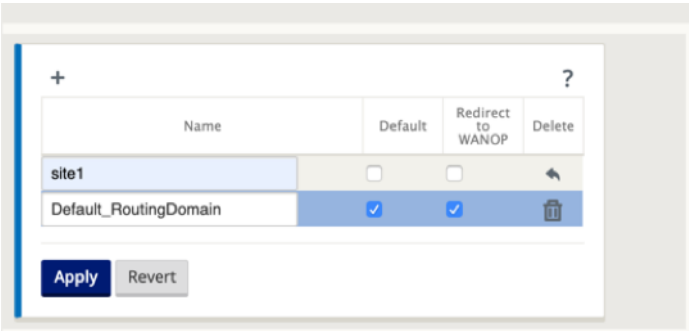 + ?
Name Default Redirect to WANOP Delete
site1
Default_RoutingDomain
Apply Revert